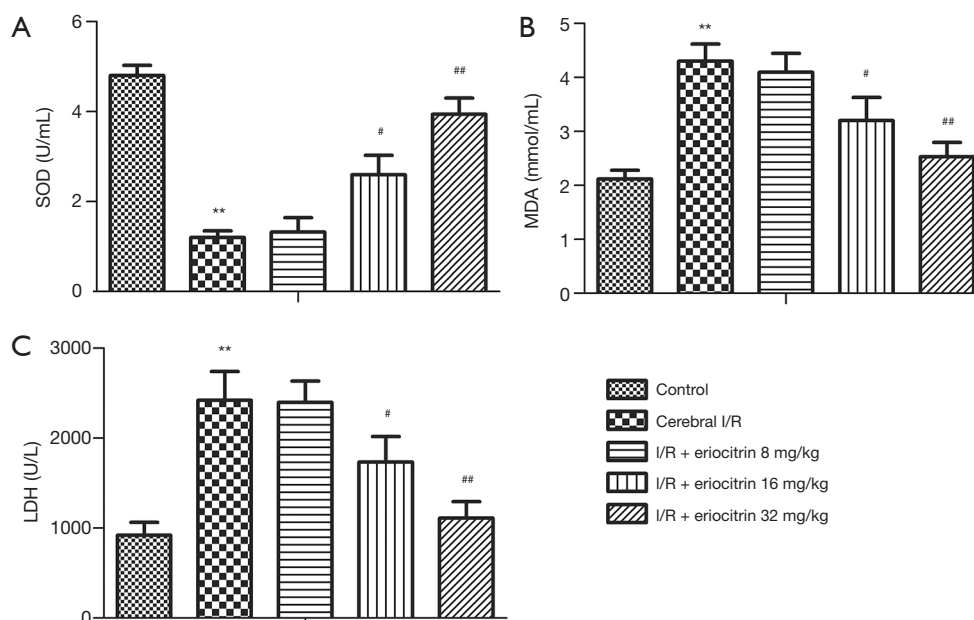 A
SOD (U/mL)
6
4
2
0
**
#
##
B
MDA (mmol/mL)
5
4
3
2
1
0
**
#
##
C
LDH (U/L)
3000
2000
1000
0
**
#
##
Control
Cerebral I/R
I/R + eriocitrin 8 mg/kg
I/R + eriocitrin 16 mg/kg
I/R + eriocitrin 32 mg/kg